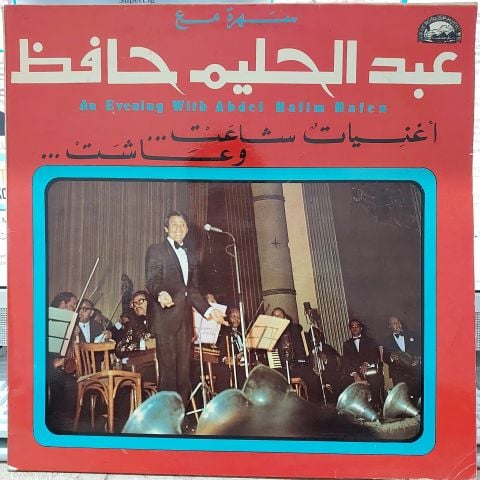 سهرة مع
عبد الحليم حافظ
An Evening With Abdel Halim Hafez
أغنيات شاعت...
وعاشت...